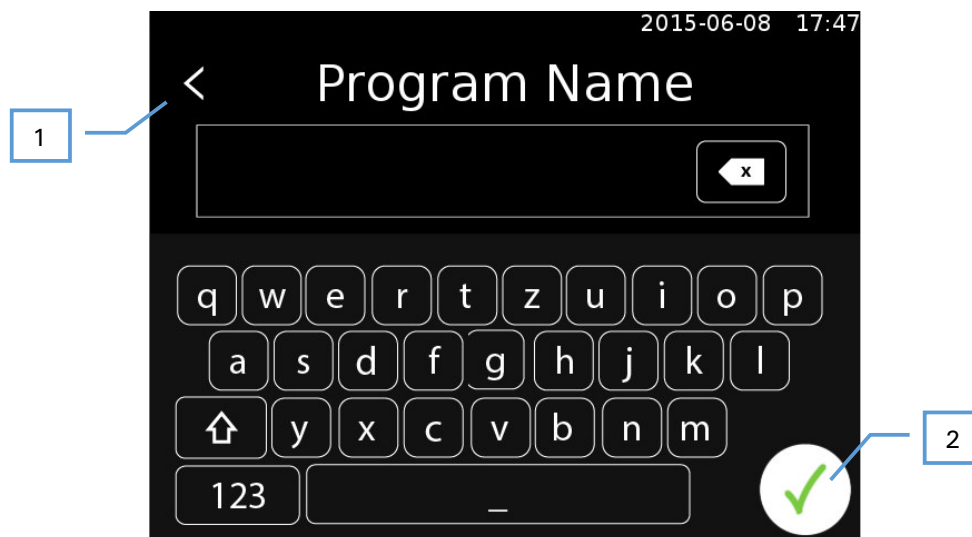 2015-06-08 17:47
< Program Name
1
x
q w e r t z u i o p
a s d f g h j k l
y x c v b n m
2
123 _